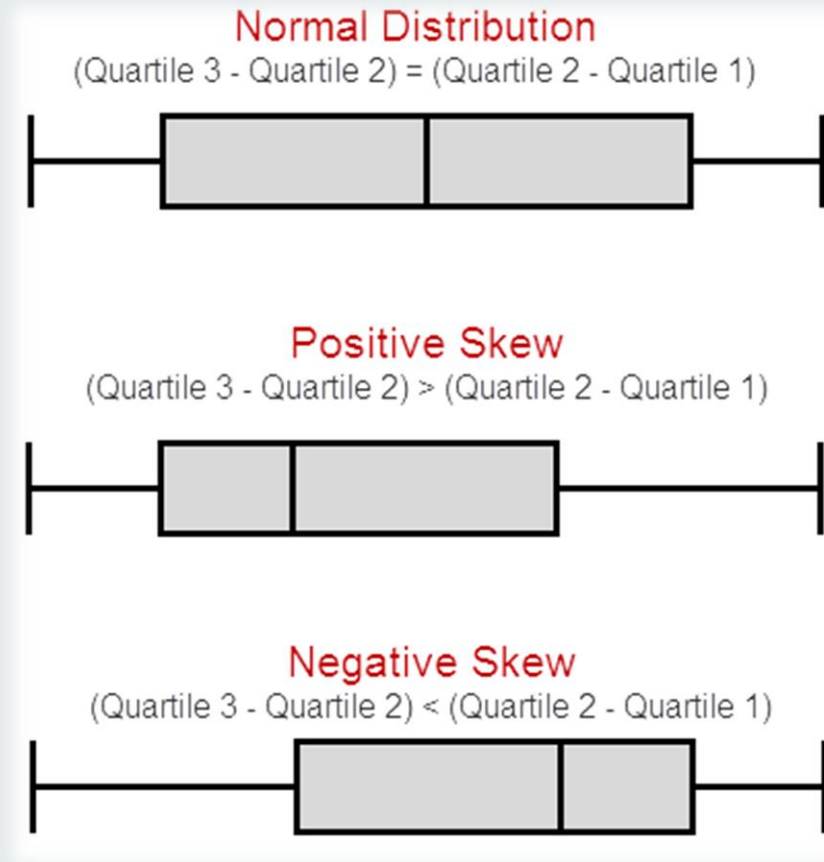 Normal Distribution
(Quartile 3 - Quartile 2) = (Quartile 2 - Quartile 1)
Positive Skew
(Quartile 3 - Quartile 2) > (Quartile 2 - Quartile 1)
Negative Skew
(Quartile 3 - Quartile 2) < (Quartile 2 - Quartile 1)